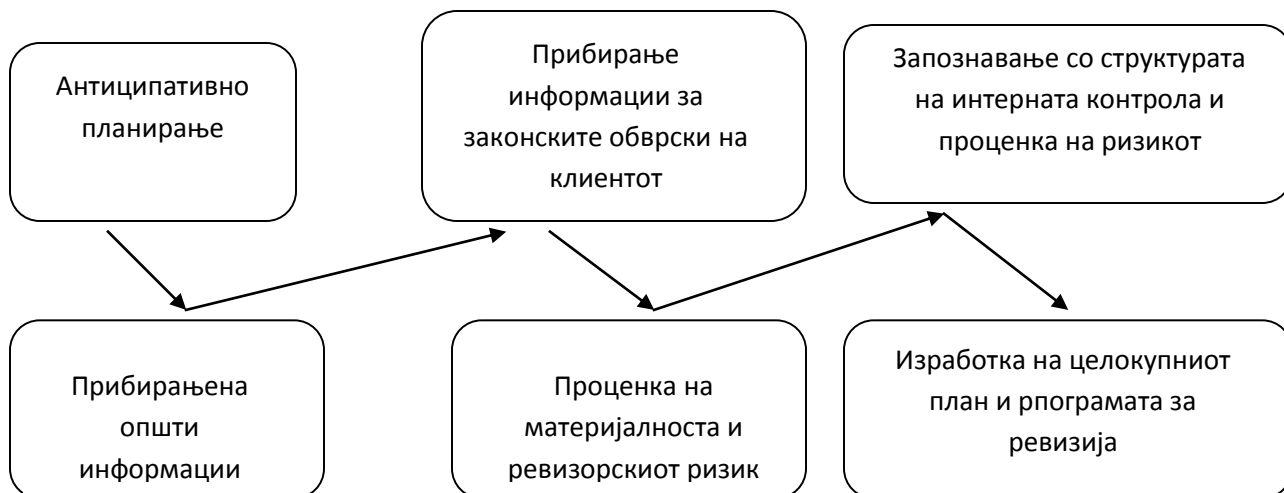 Антиципативно
планирање
Прибирањена
општи
информации
Прибирање
информации за
законските обврски на
клиентот
Проценка на
материјалноста и
ревизорскиот ризик
Запознавање со структурата
на интерната контрола и
проценка на ризикот
Изработка на целокупниот
план и рпограмата за
ревизија